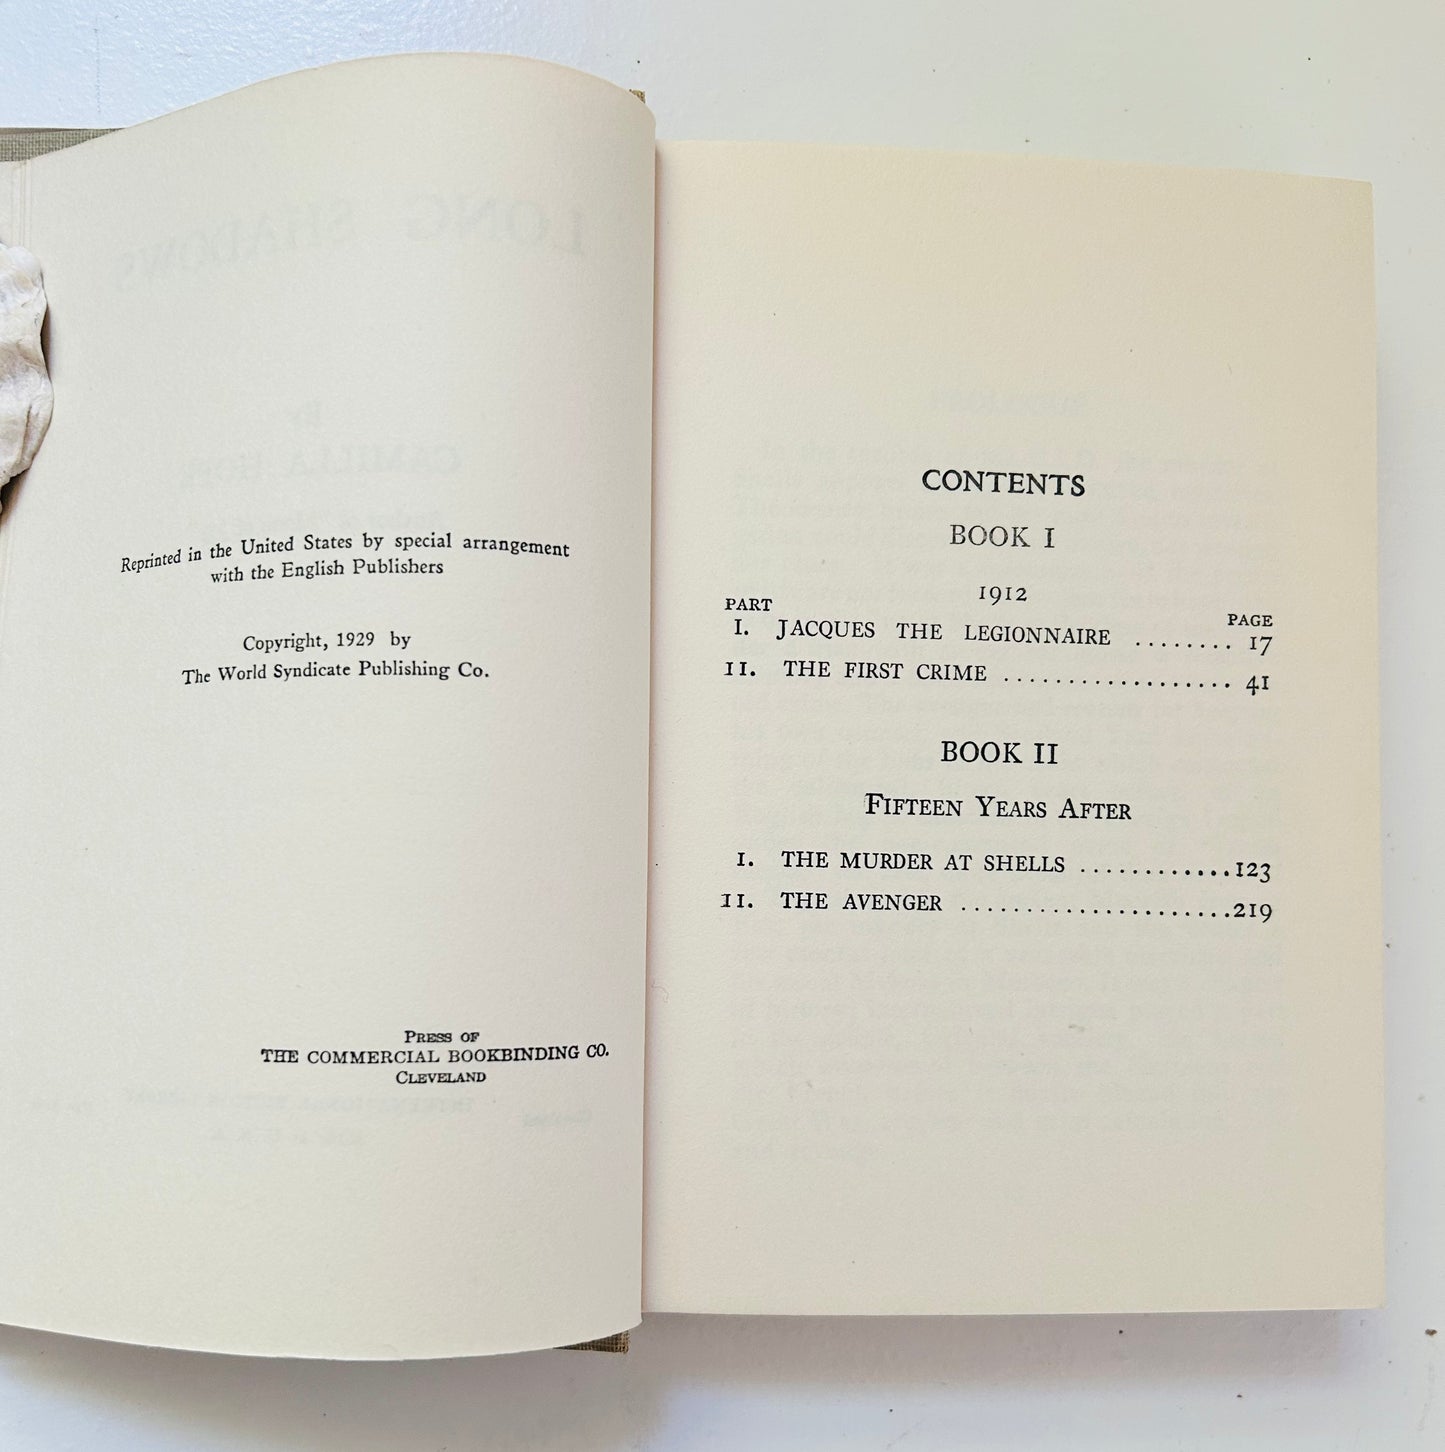 Reprinted in the United States by special arrangement
with the English Publishers
Copyright, 1929 by
The World Syndicate Publishing Co.
PRESS OF
THE COMMERCIAL BOOKBINDING CO.
CLEVELAND
CONTENTS
BOOK I
1912
PART PAGE
I. JACQUES THE LEGIONNAIRE ........ 17
II. THE FIRST CRIME .................. 41
BOOK II
FIFTEEN YEARS AFTER
I. THE MURDER AT SHELLS ............123
II. THE AVENGER .....................219